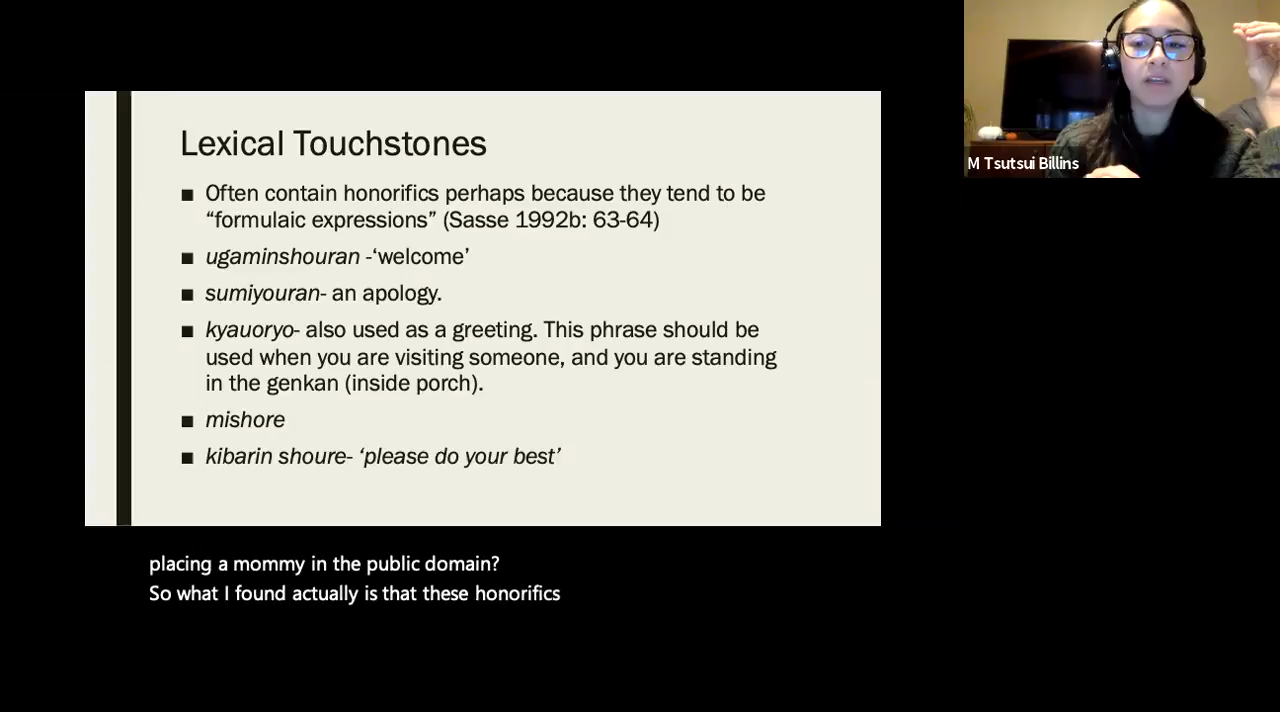 Lexical Touchstones
■ Often contain honorifics perhaps because they tend to be
“formulaic expressions” (Sasse 1992b: 63-64)
■ ugaminshouran -‘welcome’
■ sumiyouran- an apology.
■ kyauoryo- also used as a greeting. This phrase should be
used when you are visiting someone, and you are standing
in the genkan (inside porch).
■ mishore
■ kibarin shoure- ‘please do your best’
M Tsutsui Billins
placing a mommy in the public domain?
So what I found actually is that these honorifics